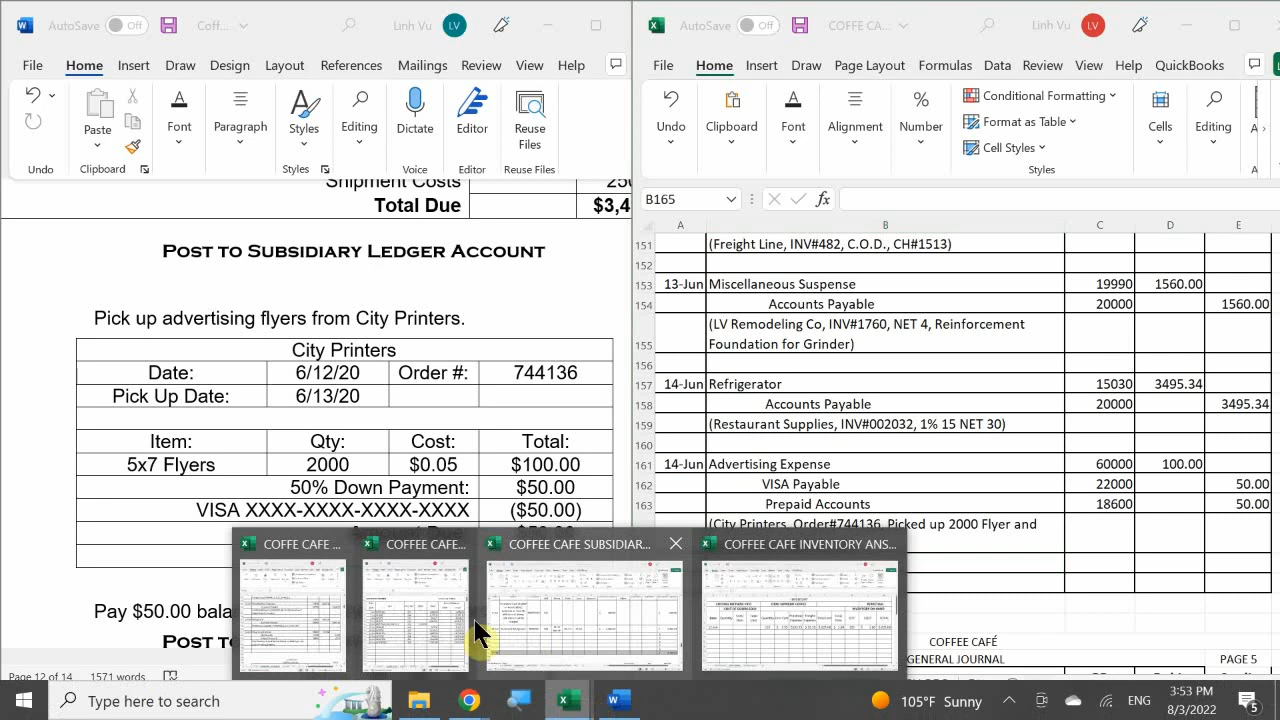 AutoSave Off Coff... Linh Vu LV
File Home Insert Draw Design Layout References Mailings Review View Help
Undo Paste Clipboard Font Paragraph Styles Editing Dictate Editor Reuse Files
Undo Clipboard Styles Voice Editor Reuse Files
Shipment Costs
Total Due $3,4
Post to Subsidiary Ledger Account
Pick up advertising flyers from City Printers.
City Printers
Date: 6/12/20 Order #: 744136
Pick Up Date: 6/13/20
Item: Qty: Cost: Total:
5x7 Flyers 2000 $0.05 $100.00
50% Down Payment: $50.00
VISA XXXX-XXXX-XXXX-XXXX ($50.00)
Pay $50.00 bala
Post to
Page 12 of 14 1571 words
AutoSave Off COFFE CA... Linh Vu LV
File Home Insert Draw Page Layout Formulas Data Review View Help QuickBooks
Undo Clipboard Font Alignment Number Conditional Formatting Format as Table Cell Styles Cells Editing
Styles
B165 fx
A B C D E
151 (Freight Line, INV#482, C.O.D., CH#1513)
152
153 13-Jun Miscellaneous Suspense 19990 1560.00
154 Accounts Payable 20000 1560.00
(LV Remodeling Co, INV#1760, NET 4, Reinforcement
155 Foundation for Grinder)
156
157 14-Jun Refrigerator 15030 3495.34
158 Accounts Payable 20000 3495.34
159 (Restaurant Supplies, INV#002032, 1% 15 NET 30)
160
161 14-Jun Advertising Expense 60000 100.00
162 VISA Payable 22000 50.00
163 Prepaid Accounts 18600 50.00
(City Printers, Order#744136, Picked up 2000 Flyer and
COFFEE CAFÉ
GENERAL JOURNAL PAGE 5
COFFE CAFE ... COFFEE CAFE... COFFEE CAFE SUBSIDIAR... COFFEE CAFE INVENTORY ANS...
Type here to search
105°F Sunny ENG 3:53 PM
8/3/2022 5